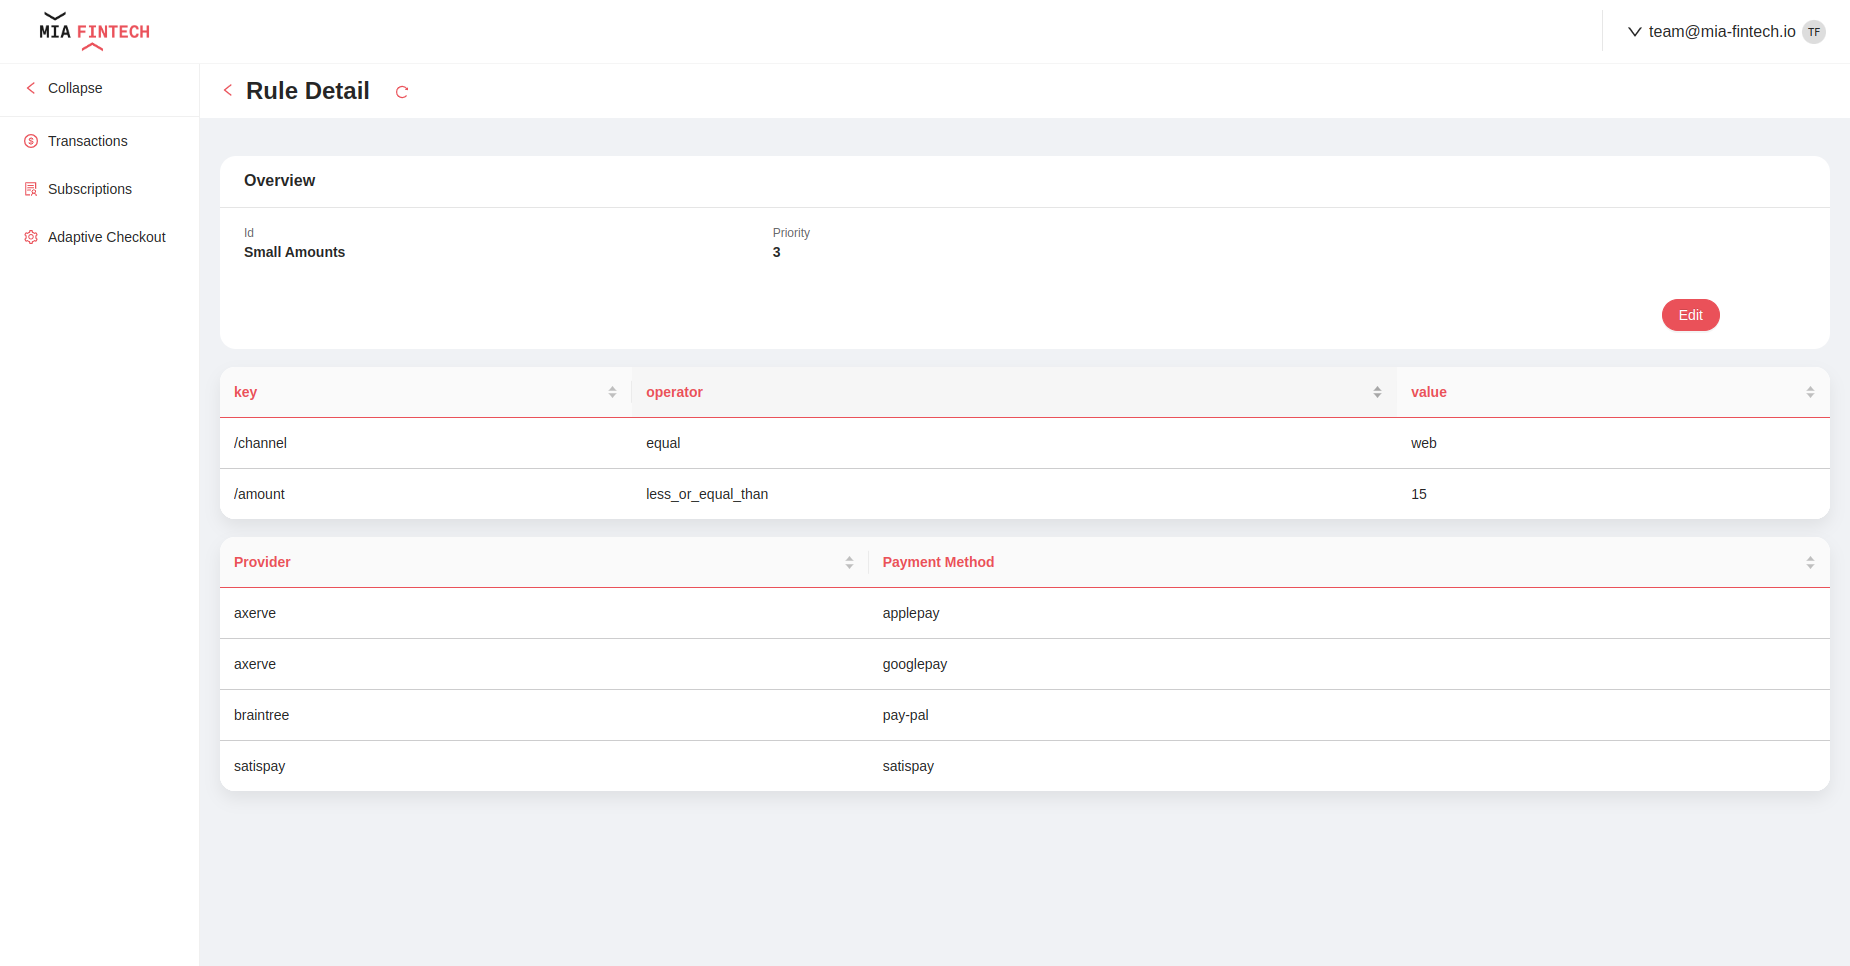 MIA FINTECH
team@mia-fintech.io TF
Collapse
Rule Detail
Transactions
Subscriptions
Adaptive Checkout
Overview
Id Priority
Small Amounts 3
Edit
key operator value
/channel equal web
/amount less_or_equal_than 15
Provider Payment Method
axerve applepay
axerve googlepay
braintree pay-pal
satispay satispay